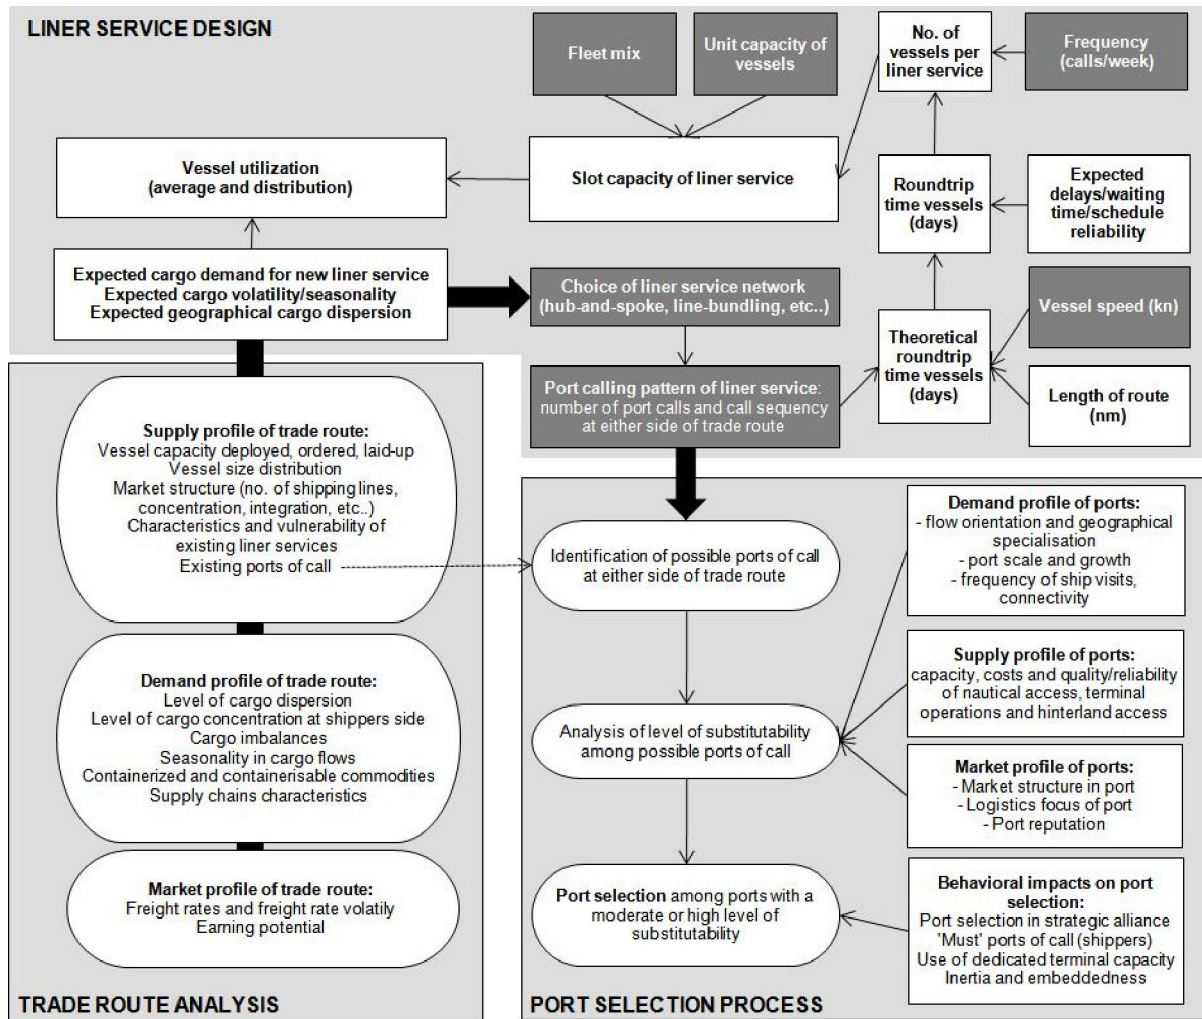 LINER SERVICE DESIGN
Fleet mix
Unit capacity of
vessels
No. of
vessels per
liner service
Frequency
(calls/week)
Vessel utilization
(average and distribution)
Slot capacity of liner service
Roundtrip
time vessels
(days)
Expected
delays/waiting
time/schedule
reliability
Expected cargo demand for new liner service
Expected cargo volatility/seasonality
Expected geographical cargo dispersion
Choice of liner service network
(hub-and-spoke, line-bundling, etc..)
Vessel speed (kn)
Theoretical
roundtrip
time vessels
(days)
Port calling pattern of liner service:
number of port calls and call sequency
at either side of trade route
Length of route
(nm)
Supply profile of trade route:
Vessel capacity deployed, ordered, laid-up
Vessel size distribution
Market structure (no. of shipping lines,
concentration, integration, etc..)
Characteristics and vulnerability of
existing liner services
Existing ports of call
Demand profile of trade route:
Level of cargo dispersion
Level of cargo concentration at shippers side
Cargo imbalances
Seasonality in cargo flows
Containerized and containerisable commodities
Supply chains characteristics
Market profile of trade route:
Freight rates and freight rate volatily
Earning potential
TRADE ROUTE ANALYSIS
Identification of possible ports of call
at either side of trade route
Analysis of level of substitutability
among possible ports of call
Port selection among ports with a
moderate or high level of
substitutability
Demand profile of ports:
- flow orientation and geographical
specialisation
- port scale and growth
- frequency of ship visits,
connectivity
Supply profile of ports:
capacity, costs and quality/reliability
of nautical access, terminal
operations and hinterland access
Market profile of ports:
- Market structure in port
- Logistics focus of port
- Port reputation
Behavioral impacts on port
selection:
Port selection in strategic alliance
'Must' ports of call (shippers)
Use of dedicated terminal capacity
Inertia and embeddedness
PORT SELECTION PROCESS